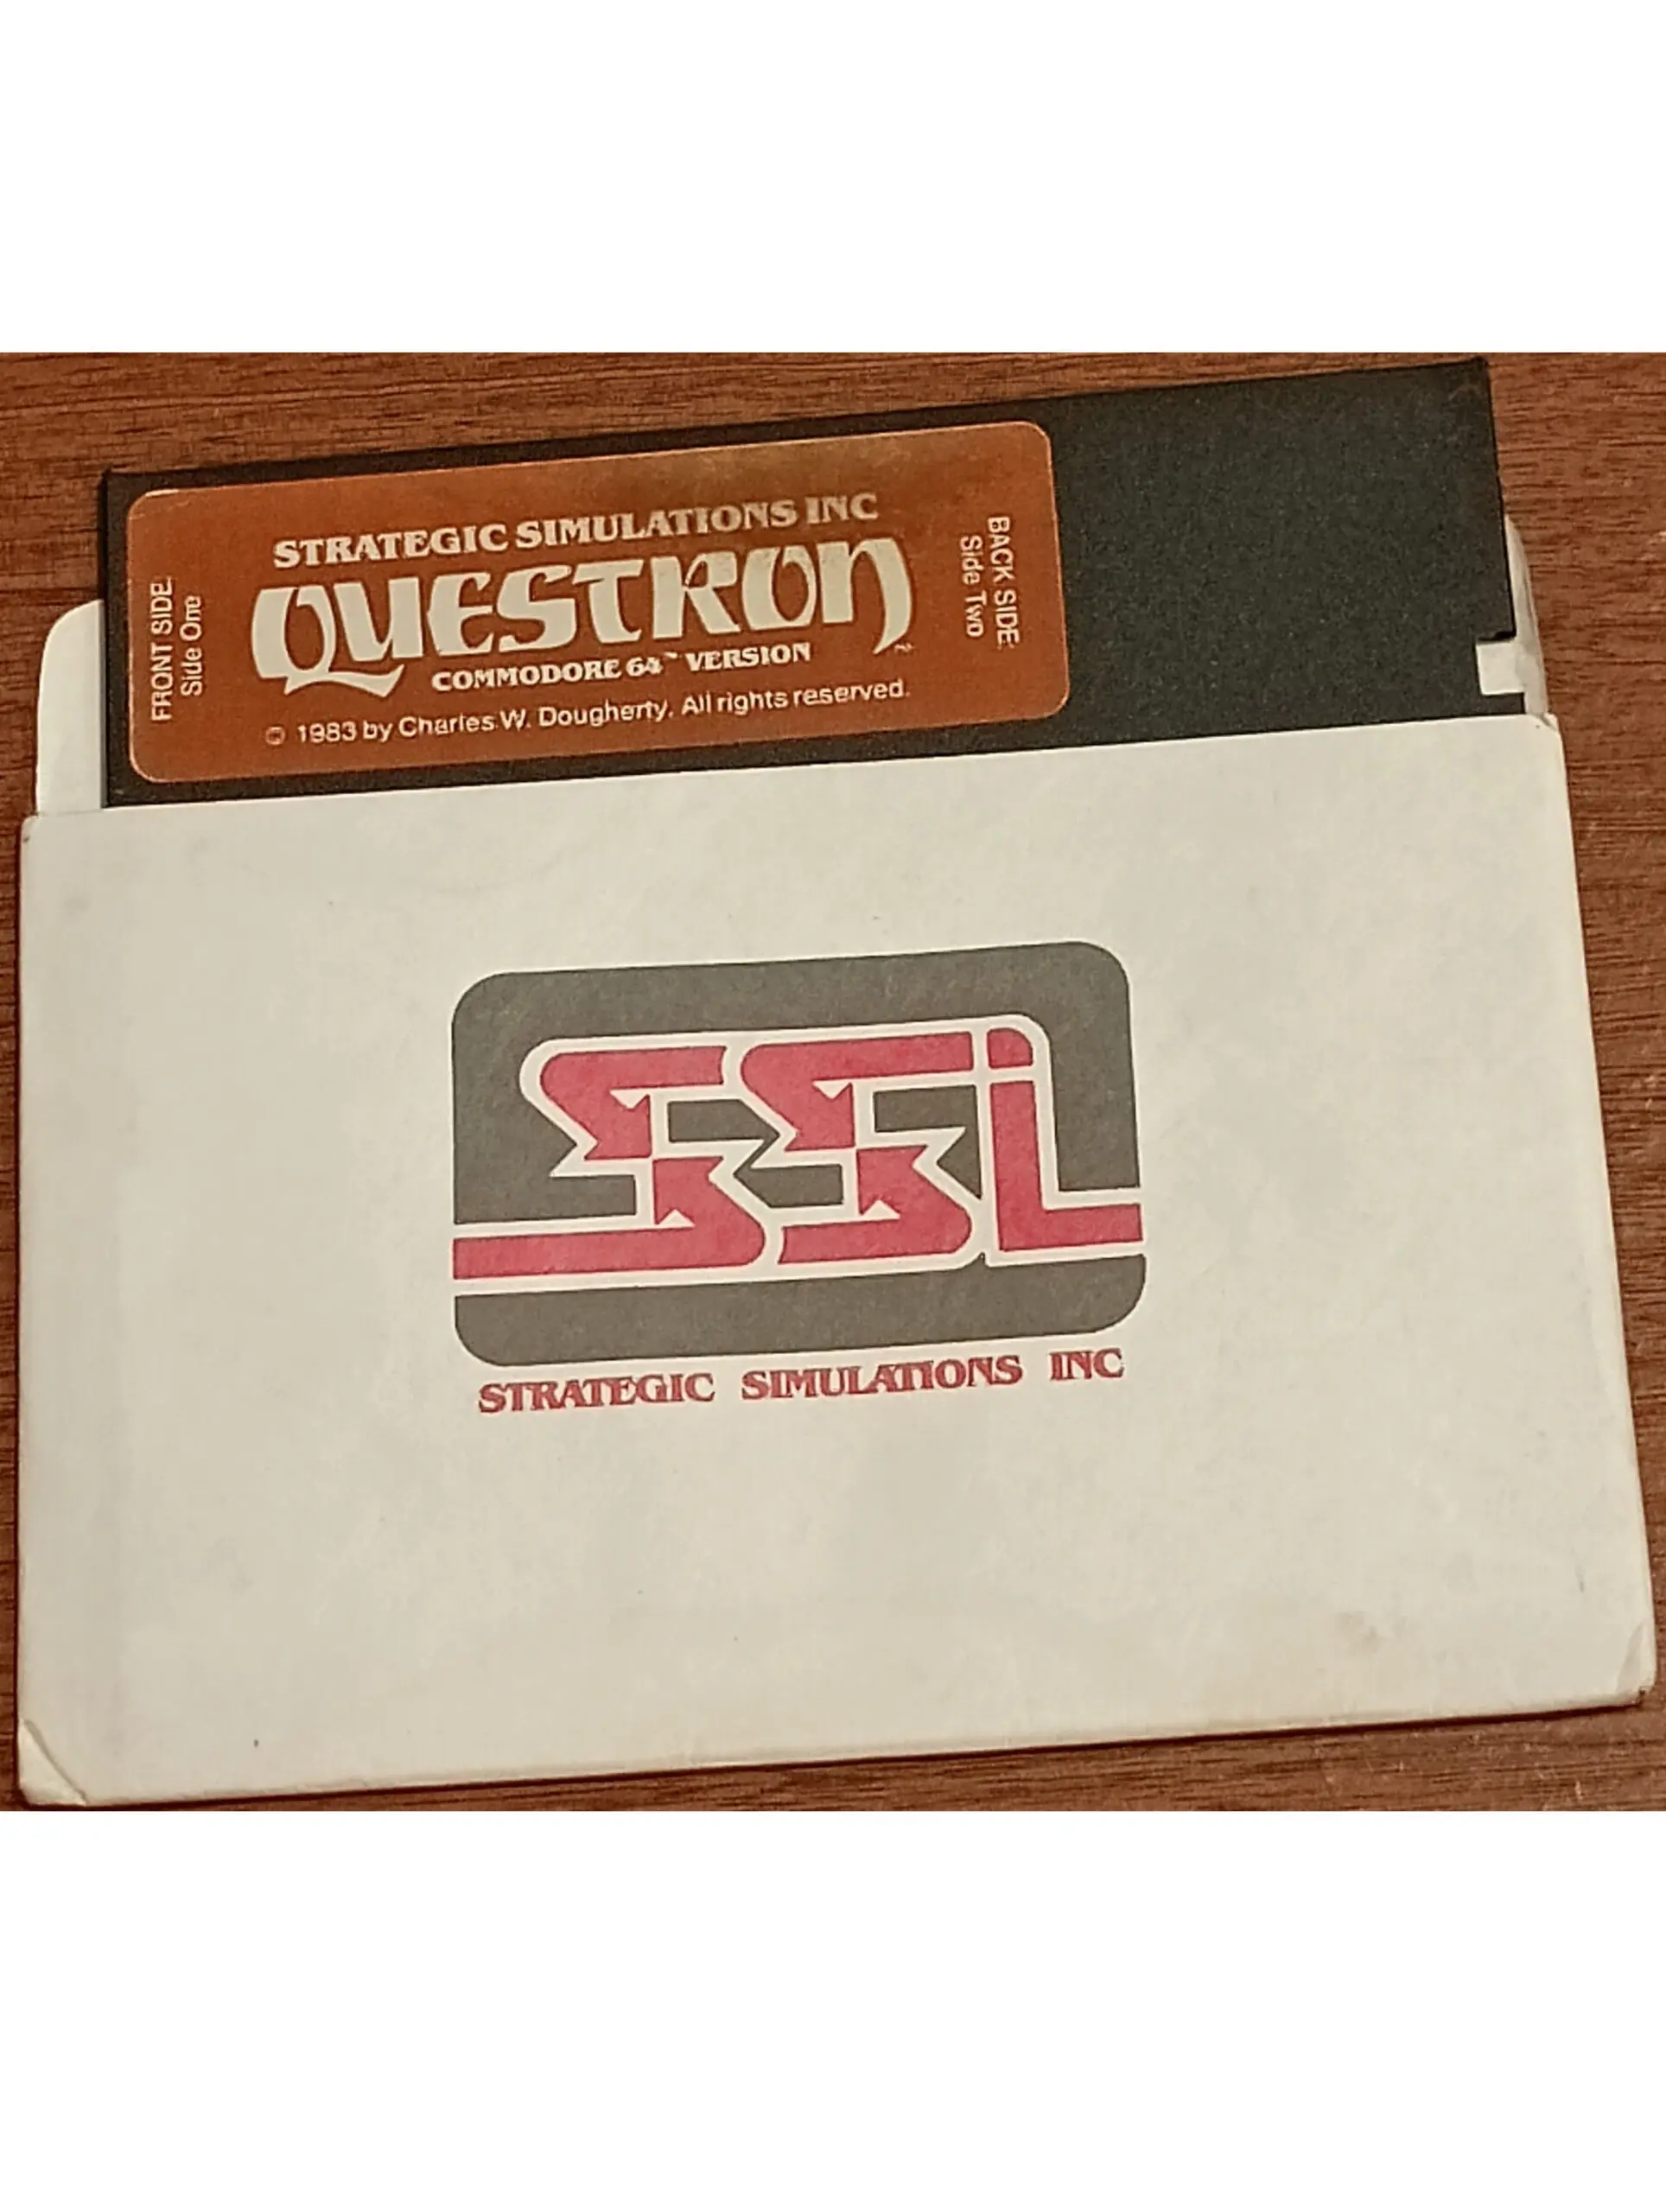 STRATEGIC SIMULATIONS INC
QUESTRON™
COMMODORE 64™ VERSION
© 1983 by Charles W. Dougherty. All rights reserved.
FRONT SIDE
Side One
BACK SIDE
Side Two
SSI
STRATEGIC SIMULATIONS INC